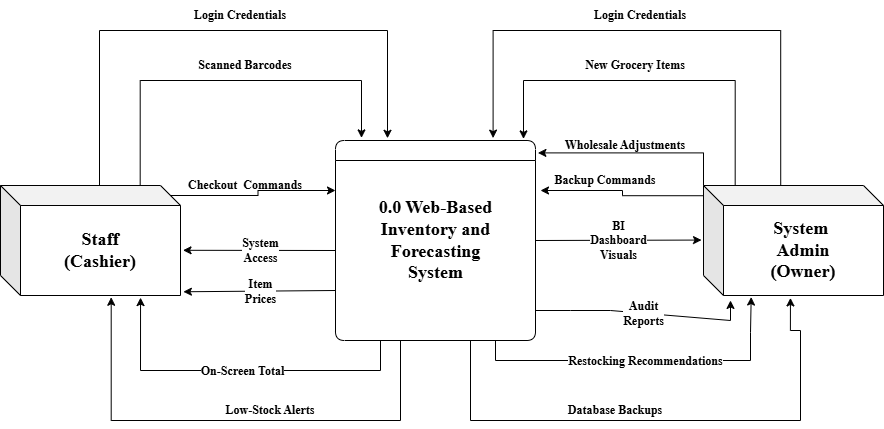 Login Credentials
Login Credentials
Scanned Barcodes
New Grocery Items
Wholesale Adjustments
Checkout Commands
Backup Commands
Staff
(Cashier)
0.0 Web-Based
Inventory and
Forecasting
System
System
Admin
(Owner)
System
Access
BI
Dashboard
Visuals
Item
Prices
Audit
Reports
On-Screen Total
Restocking Recommendations
Low-Stock Alerts
Database Backups